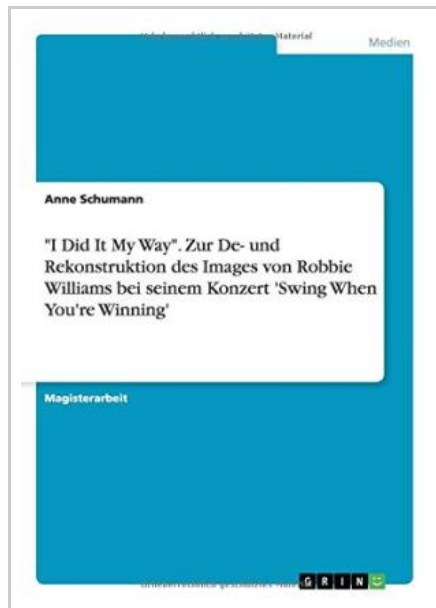 Medien
Anne Schumann
"I Did It My Way". Zur De- und
Rekonstruktion des Images von Robbie
Williams bei seinem Konzert 'Swing When
You're Winning'
Magisterarbeit
GRIN